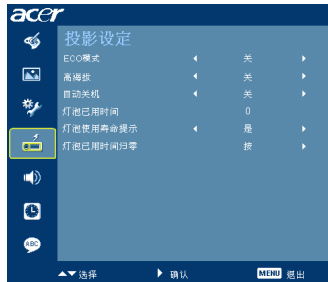 acer
投影设定
ECO模式 关
高海拔 关
自动关机 关
灯泡已用时间 0
灯泡使用寿命提示 是
灯泡已用时间归零 按
ABC
选择 确认 MENU 退出